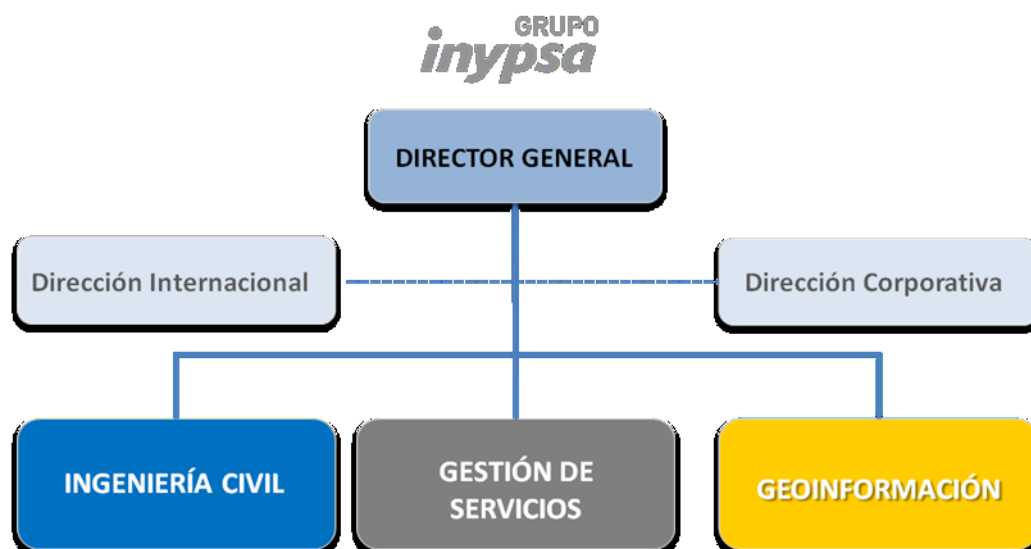 GRUPO
inypsa
DIRECTOR GENERAL
Dirección Internacional
Dirección Corporativa
INGENIERÍA CIVIL
GESTIÓN DE
SERVICIOS
GEOINFORMACIÓN